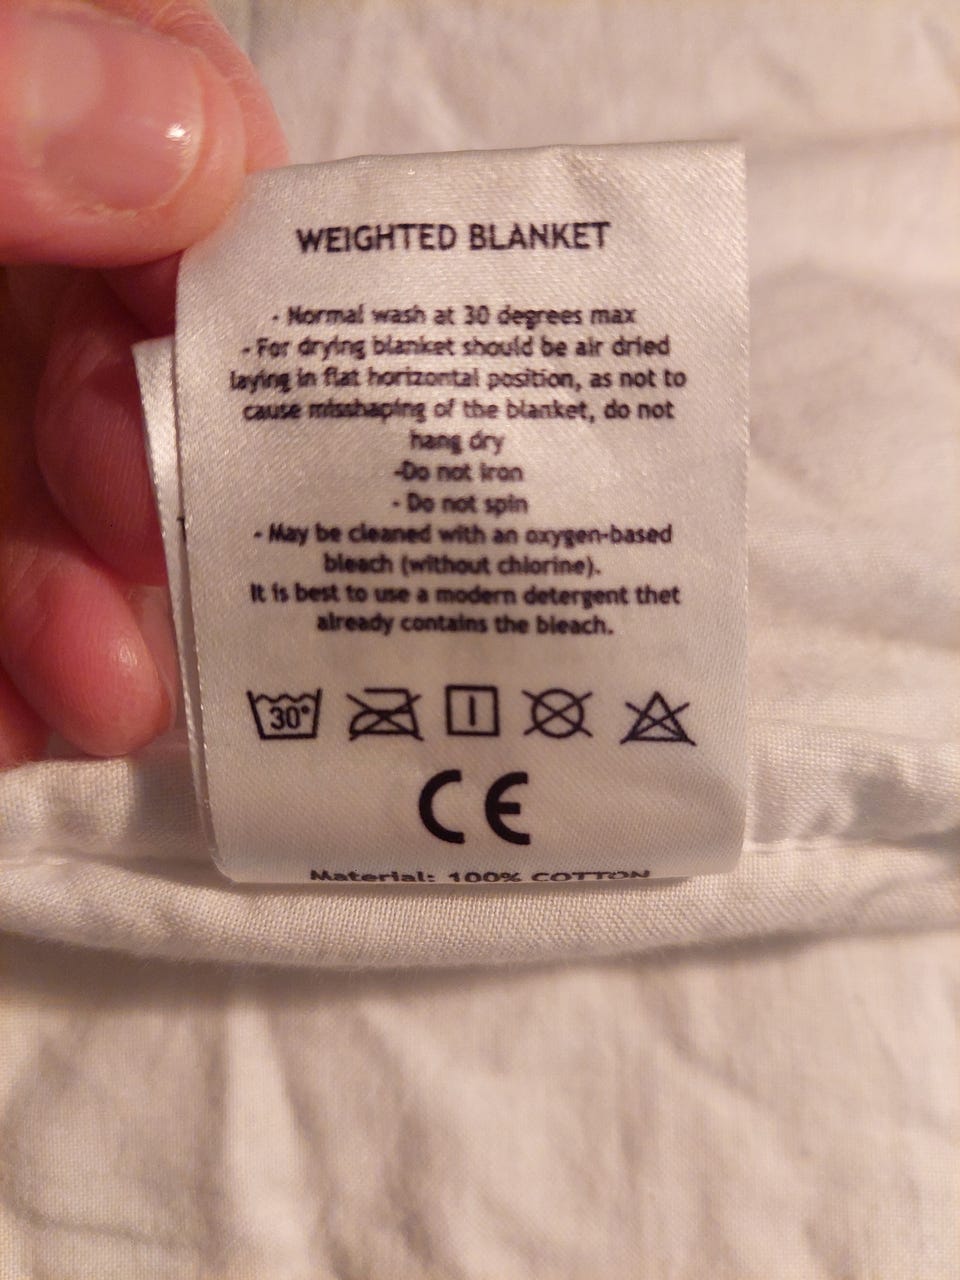 WEIGHTED BLANKET
- Normal wash at 30 degrees max
- For drying blanket should be air dried
laying in flat horizontal position, as not to
cause misshaping of the blanket, do not
hang dry
-Do not iron
- Do not spin
- May be cleaned with an oxygen-based
bleach (without chlorine).
It is best to use a modern detergent thet
already contains the bleach.
30°
CE
Material: 100% COTTON